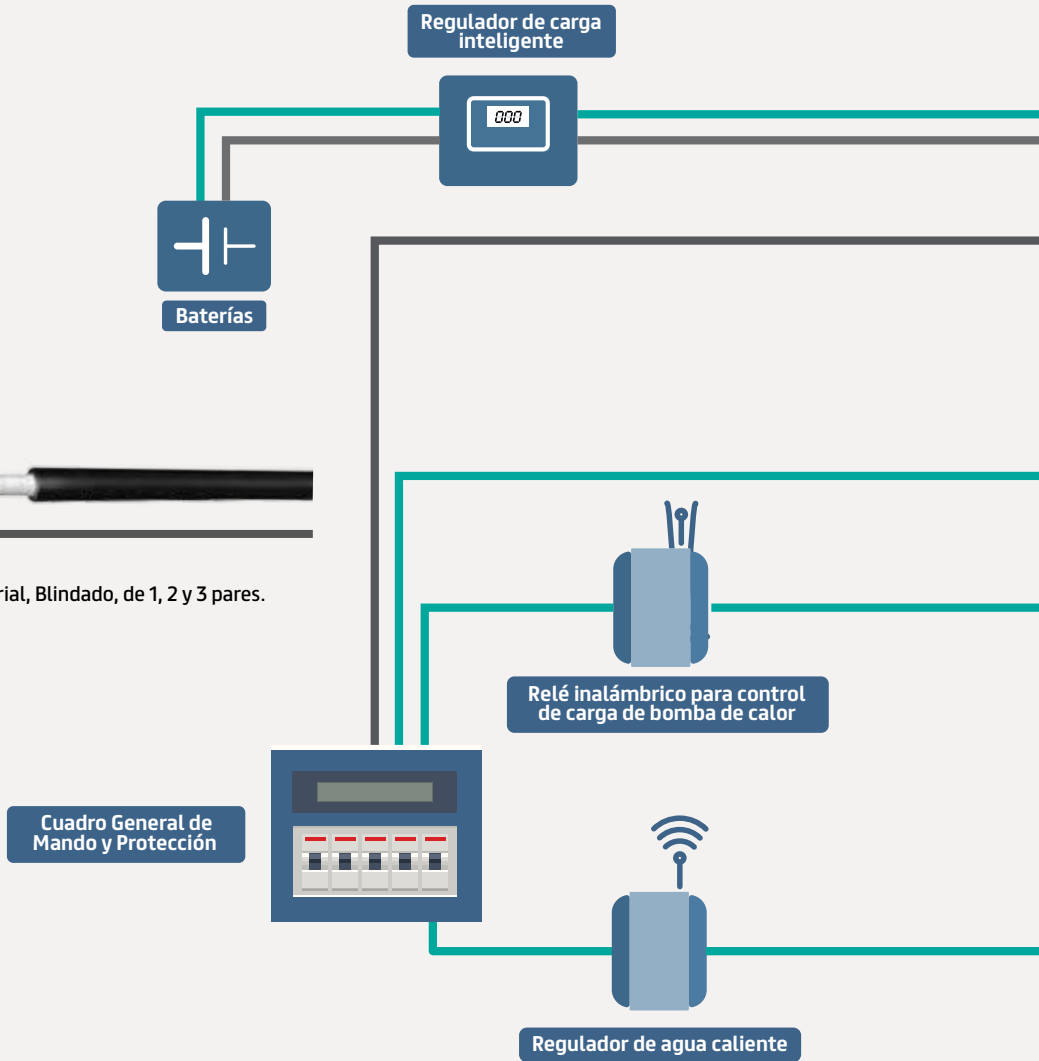 Regulador de carga
inteligente
000
Baterías
rial, Blindado, de 1, 2 y 3 pares.
Relé inalámbrico para control
de carga de bomba de calor
Cuadro General de
Mando y Protección
Regulador de agua caliente